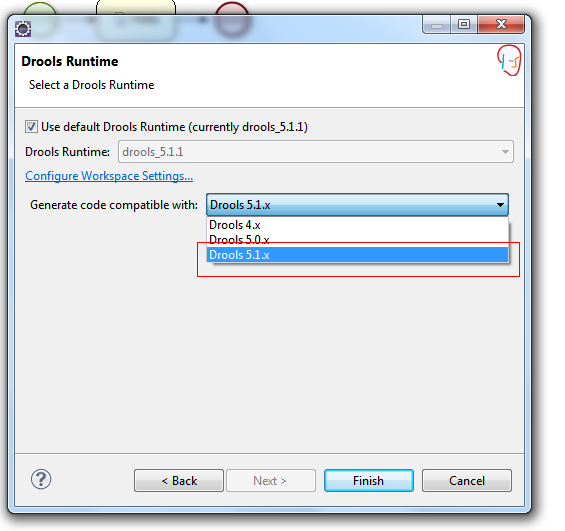 Drools Runtime
1-5
Select a Drools Runtime
Use default Drools Runtime (currently drools_5.1.1)
Drools Runtime: drools_5.1.1
Configure Workspace Settings...
Generate code compatible with: Drools 5.1.x
Drools 4.x
Drools 5.0.x
Drools 5.1.x
? < Back Next > Finish Cancel